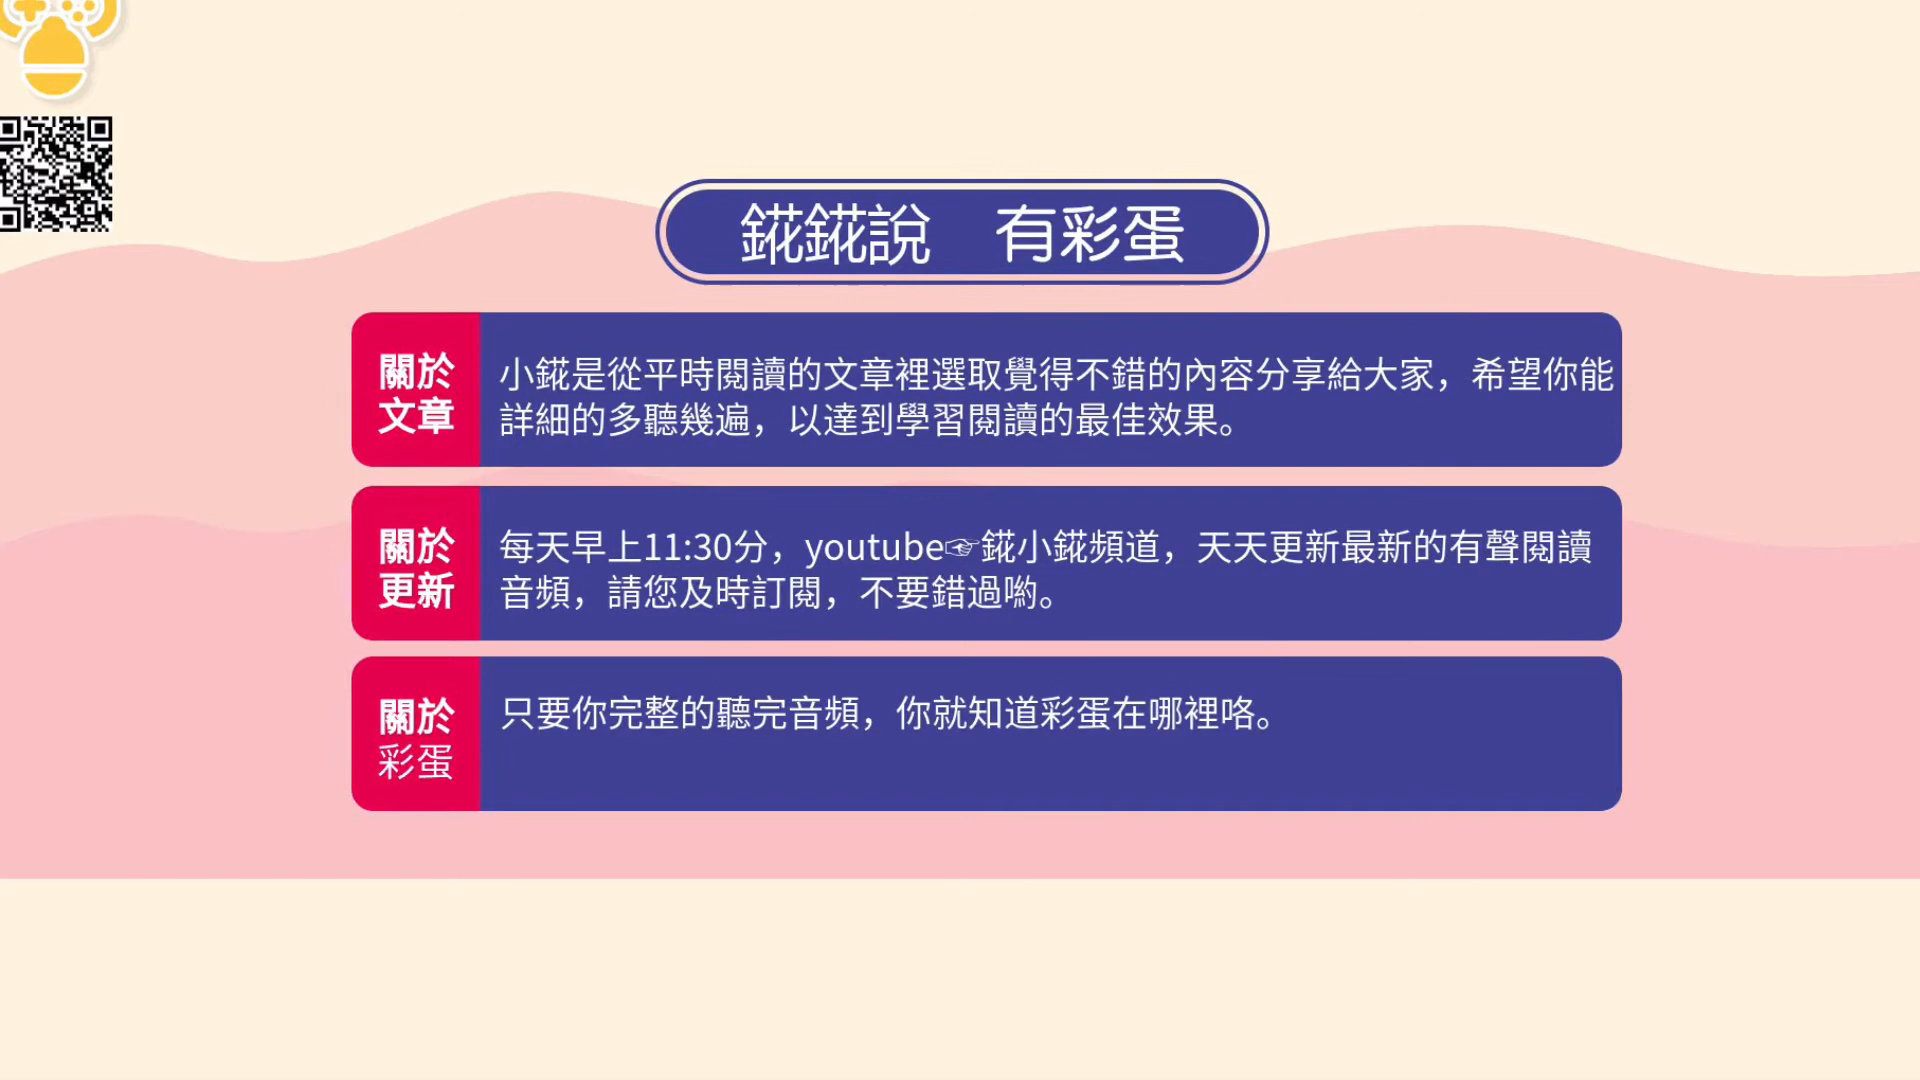 錵錵說　有彩蛋
關於
文章
小錵是從平時閱讀的文章裡選取覺得不錯的內容分享給大家，希望你能
詳細的多聽幾遍，以達到學習閱讀的最佳效果。
關於
更新
每天早上11:30分，youtube☞錵小錵頻道，天天更新最新的有聲閱讀
音頻，請您及時訂閱，不要錯過喲。
關於
彩蛋
只要你完整的聽完音頻，你就知道彩蛋在哪裡咯。